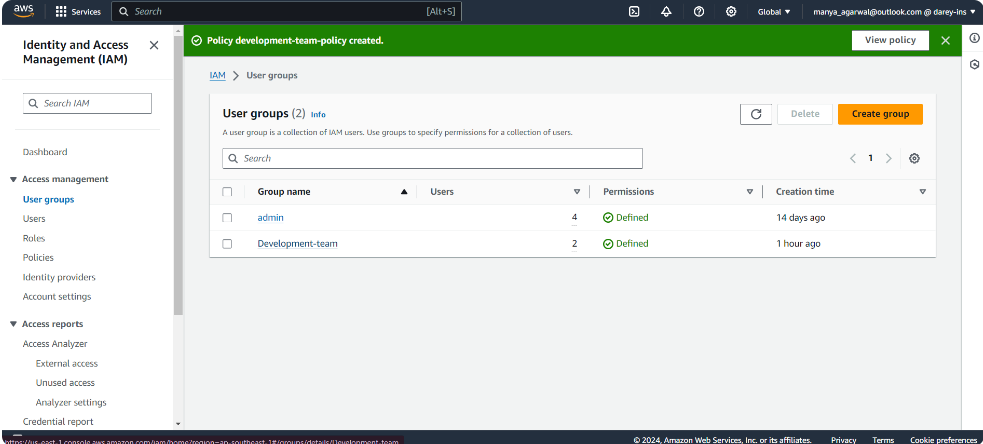 aws
Services
Search [Alt+S]
Global
manya_agarwal@outlook.com @ darey-ins
Identity and Access
Management (IAM)
Search IAM
Dashboard
Access management
User groups
Users
Roles
Policies
Identity providers
Account settings
Access reports
Access Analyzer
External access
Unused access
Analyzer settings
Credential report
Policy development-team-policy created.
View policy
IAM > User groups
User groups (2) Info
A user group is a collection of IAM users. Use groups to specify permissions for a collection of users.
Delete
Create group
Search
1
Group name Users Permissions Creation time
admin 4 Defined 14 days ago
Development-team 2 Defined 1 hour ago
https://us-east-1.console.aws.amazon.com/iam/home?region=ap-southeast-1#/groups/details/Development-team
© 2024, Amazon Web Services, Inc. or its affiliates. Privacy Terms Cookie preferences